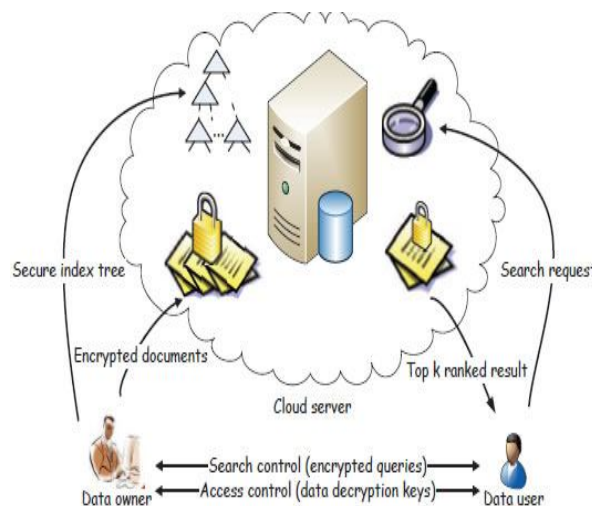 Secure index tree
Search request
Encrypted documents
Top k ranked result
Cloud server
Search control (encrypted queries)
Access control (data decryption keys)
Data owner
Data user